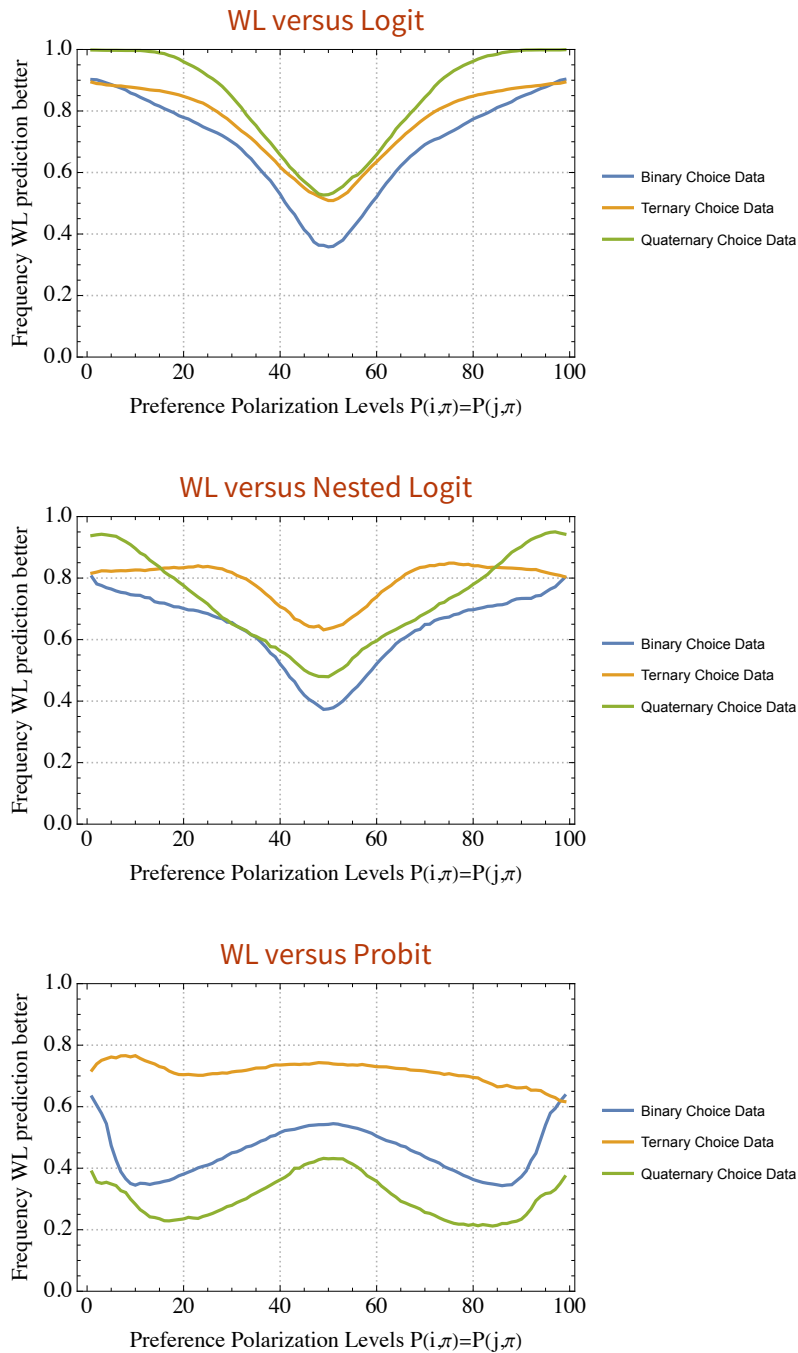 WL versus Logit
Frequency WL prediction better
1.0
0.8
0.6
0.4
0.2
0.0
0 20 40 60 80 100
Preference Polarization Levels P(i,π)=P(j,π)
Binary Choice Data
Ternary Choice Data
Quaternary Choice Data
WL versus Nested Logit
Frequency WL prediction better
1.0
0.8
0.6
0.4
0.2
0.0
0 20 40 60 80 100
Preference Polarization Levels P(i,π)=P(j,π)
Binary Choice Data
Ternary Choice Data
Quaternary Choice Data
WL versus Probit
Frequency WL prediction better
1.0
0.8
0.6
0.4
0.2
0.0
0 20 40 60 80 100
Preference Polarization Levels P(i,π)=P(j,π)
Binary Choice Data
Ternary Choice Data
Quaternary Choice Data